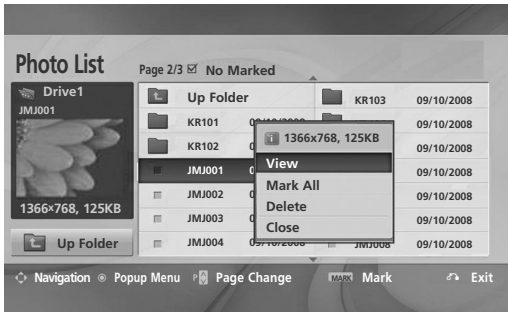 Photo List
Page 2/3 No Marked
Drive1
JMJ001
1366×768, 125KB
Up Folder
Up Folder
KR101
KR102
JMJ001
JMJ002
JMJ003
JMJ004
KR103 09/10/2008
09/10/2008
09/10/2008
09/10/2008
09/10/2008
09/10/2008
JMJ008 09/10/2008
1366x768, 125KB
View
Mark All
Delete
Close
Navigation Popup Menu P Page Change MARK Mark Exit